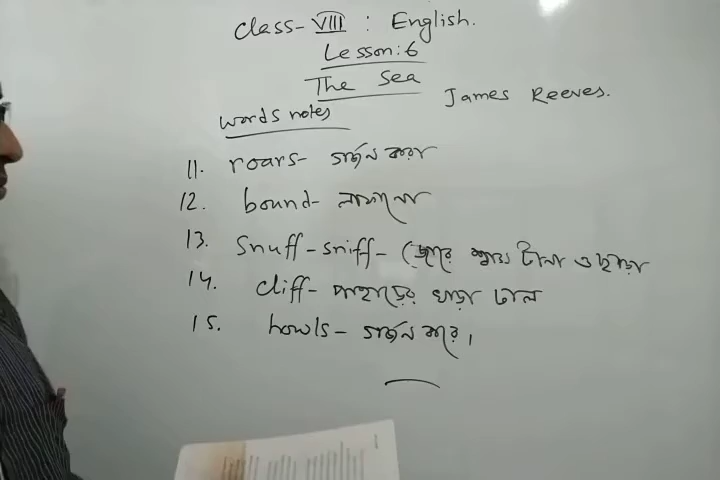 Class-VIII : English.
Lesson:6
The Sea
James Reeves.
Words notes
11. roars- গর্জন করা
12. bound- লাফানো
13. Snuff-sniff- (জোরে শ্বাস টানা ও ছাড়া
14. cliff- পাহাড়ের খাড়া ঢাল
15. howls- গর্জন করে।